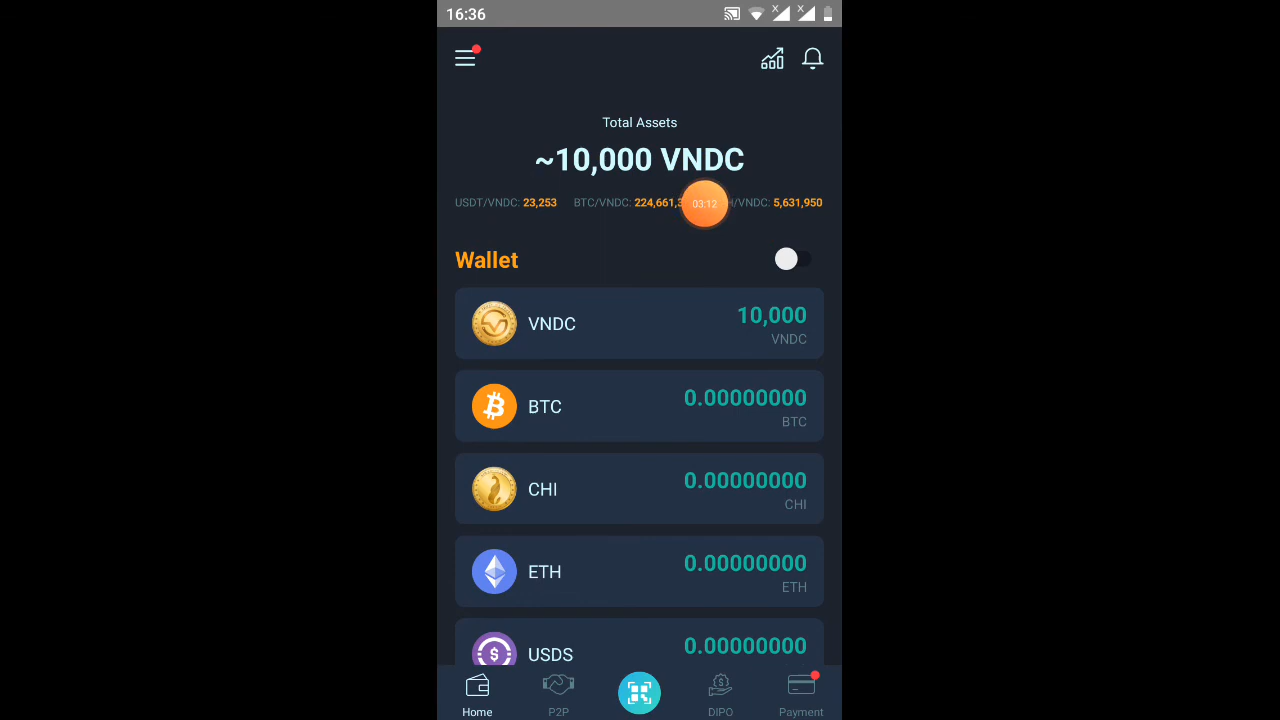 16:36
Total Assets
~10,000 VNDC
USDT/VNDC: 23,253 BTC/VNDC: 224,661,3 03:12 /VNDC: 5,631,950
Wallet
VNDC 10,000
VNDC
BTC 0.00000000
BTC
CHI 0.00000000
CHI
ETH 0.00000000
ETH
USDS 0.00000000
Home P2P DIPO Payment